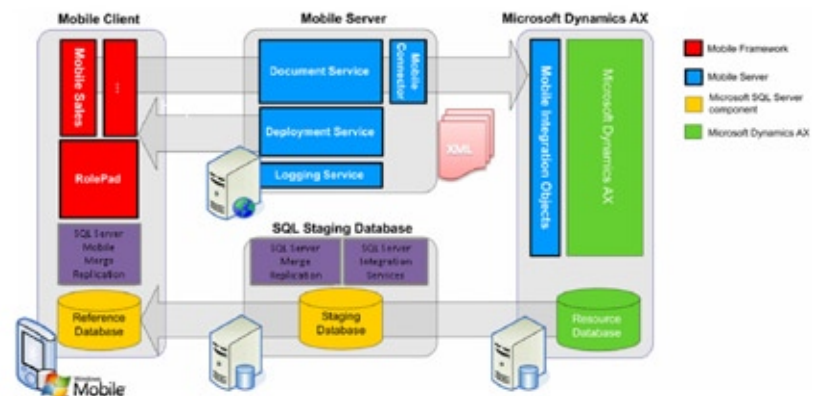 Mobile Client
Mobile Server
Microsoft Dynamics AX
Mobile Sales
...
Document Service
Mobile
Connector
Mobile Integration Objects
Microsoft Dynamics AX
Mobile Framework
Mobile Server
Microsoft SQL Server
component
Microsoft Dynamics AX
Deployment Service
XML
RolePad
Logging Service
SQL Staging Database
SQL Server
Mobile
Merge
Replication
SQL Server
Merge
Replication
SQL Server
Integration
Services
Reference
Database
Staging
Database
Resource
Database
Windows
Mobile